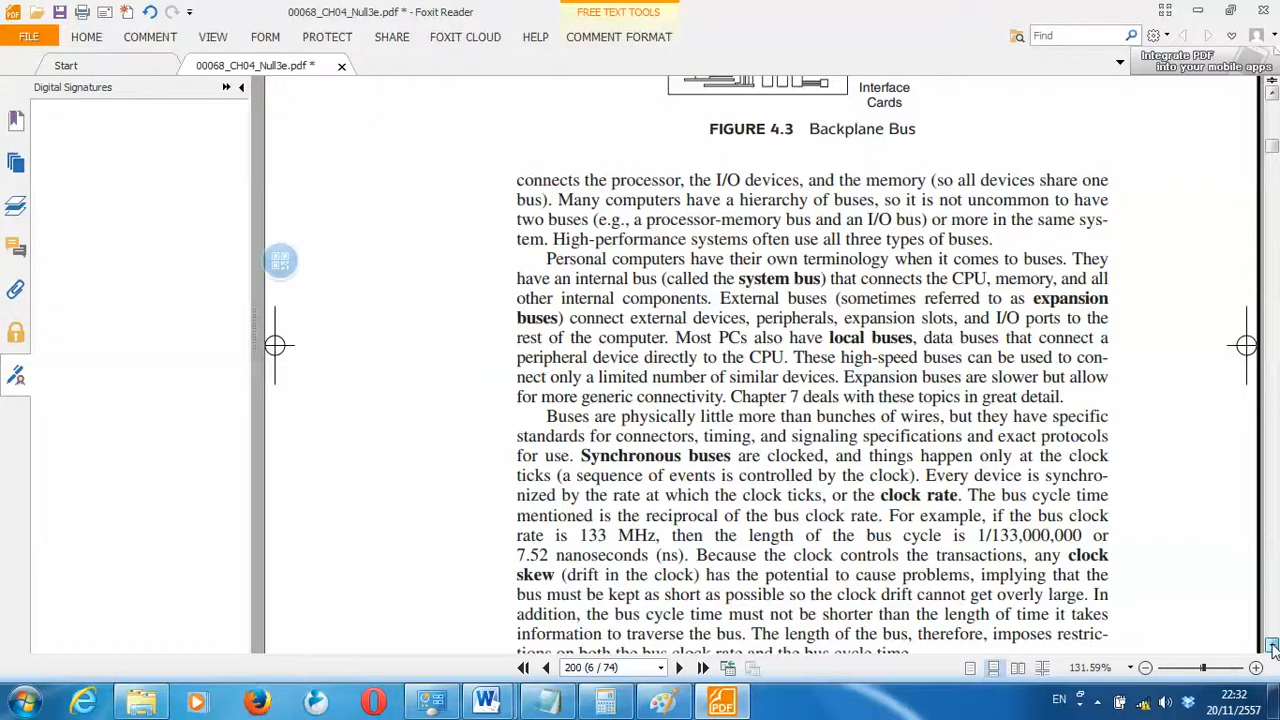 00068_CH04_Null3e.pdf * - Foxit Reader
FREE TEXT TOOLS
FILE
HOME
COMMENT
VIEW
FORM
PROTECT
SHARE
FOXIT CLOUD
HELP
COMMENT FORMAT
Find
Start
00068_CH04_Null3e.pdf *
Integrate PDF
into your mobile apps
Digital Signatures
Interface
Cards
FIGURE 4.3 Backplane Bus
connects the processor, the I/O devices, and the memory (so all devices share one
bus). Many computers have a hierarchy of buses, so it is not uncommon to have
two buses (e.g., a processor-memory bus and an I/O bus) or more in the same sys-
tem. High-performance systems often use all three types of buses.
Personal computers have their own terminology when it comes to buses. They
have an internal bus (called the system bus) that connects the CPU, memory, and all
other internal components. External buses (sometimes referred to as expansion
buses) connect external devices, peripherals, expansion slots, and I/O ports to the
rest of the computer. Most PCs also have local buses, data buses that connect a
peripheral device directly to the CPU. These high-speed buses can be used to con-
nect only a limited number of similar devices. Expansion buses are slower but allow
for more generic connectivity. Chapter 7 deals with these topics in great detail.
Buses are physically little more than bunches of wires, but they have specific
standards for connectors, timing, and signaling specifications and exact protocols
for use. Synchronous buses are clocked, and things happen only at the clock
ticks (a sequence of events is controlled by the clock). Every device is synchro-
nized by the rate at which the clock ticks, or the clock rate. The bus cycle time
mentioned is the reciprocal of the bus clock rate. For example, if the bus clock
rate is 133 MHz, then the length of the bus cycle is 1/133,000,000 or
7.52 nanoseconds (ns). Because the clock controls the transactions, any clock
skew (drift in the clock) has the potential to cause problems, implying that the
bus must be kept as short as possible so the clock drift cannot get overly large. In
addition, the bus cycle time must not be shorter than the length of time it takes
information to traverse the bus. The length of the bus, therefore, imposes restric-
tions on both the bus clock rate and the bus cycle time.
200 (6 / 74)
131.59%
EN
22:32
20/11/2557